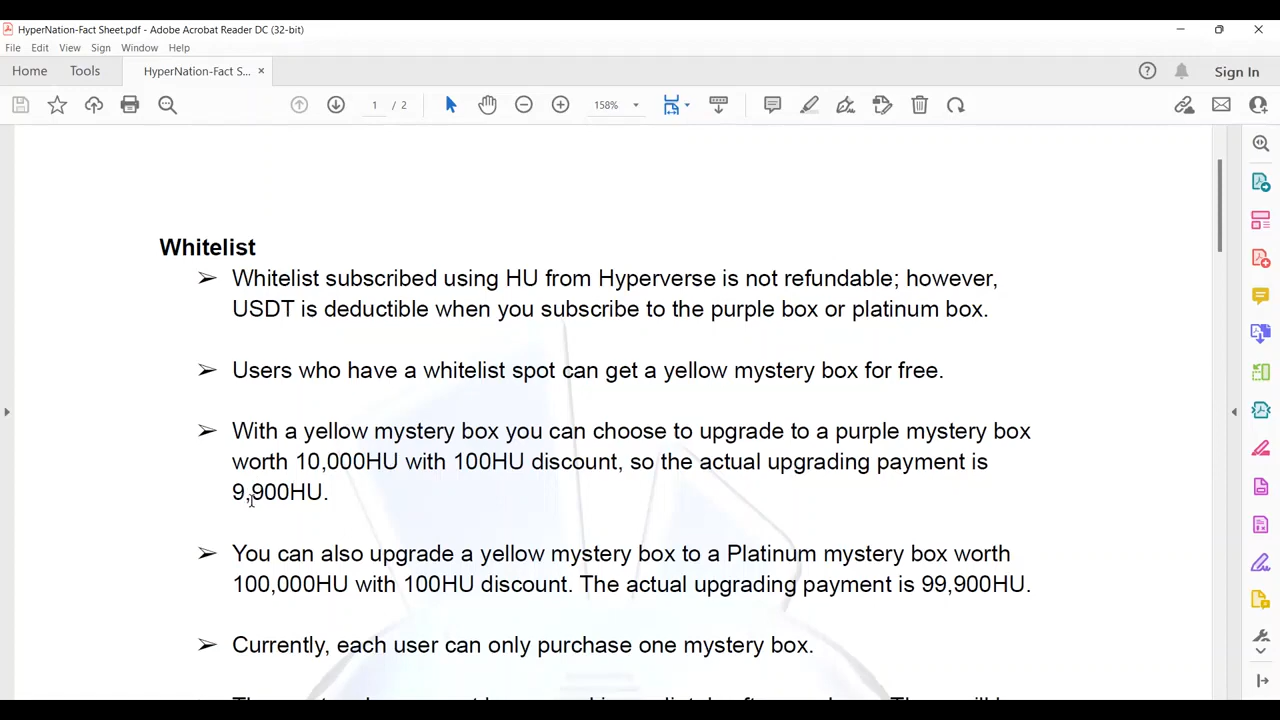 HyperNation-Fact Sheet.pdf - Adobe Acrobat Reader DC (32-bit)
File Edit View Sign Window Help
Home Tools HyperNation-Fact S... ×
Sign In
1 / 2
158%
Whitelist
➢ Whitelist subscribed using HU from Hyperverse is not refundable; however,
USDT is deductible when you subscribe to the purple box or platinum box.
➢ Users who have a whitelist spot can get a yellow mystery box for free.
➢ With a yellow mystery box you can choose to upgrade to a purple mystery box
worth 10,000HU with 100HU discount, so the actual upgrading payment is
9,900HU.
➢ You can also upgrade a yellow mystery box to a Platinum mystery box worth
100,000HU with 100HU discount. The actual upgrading payment is 99,900HU.
➢ Currently, each user can only purchase one mystery box.